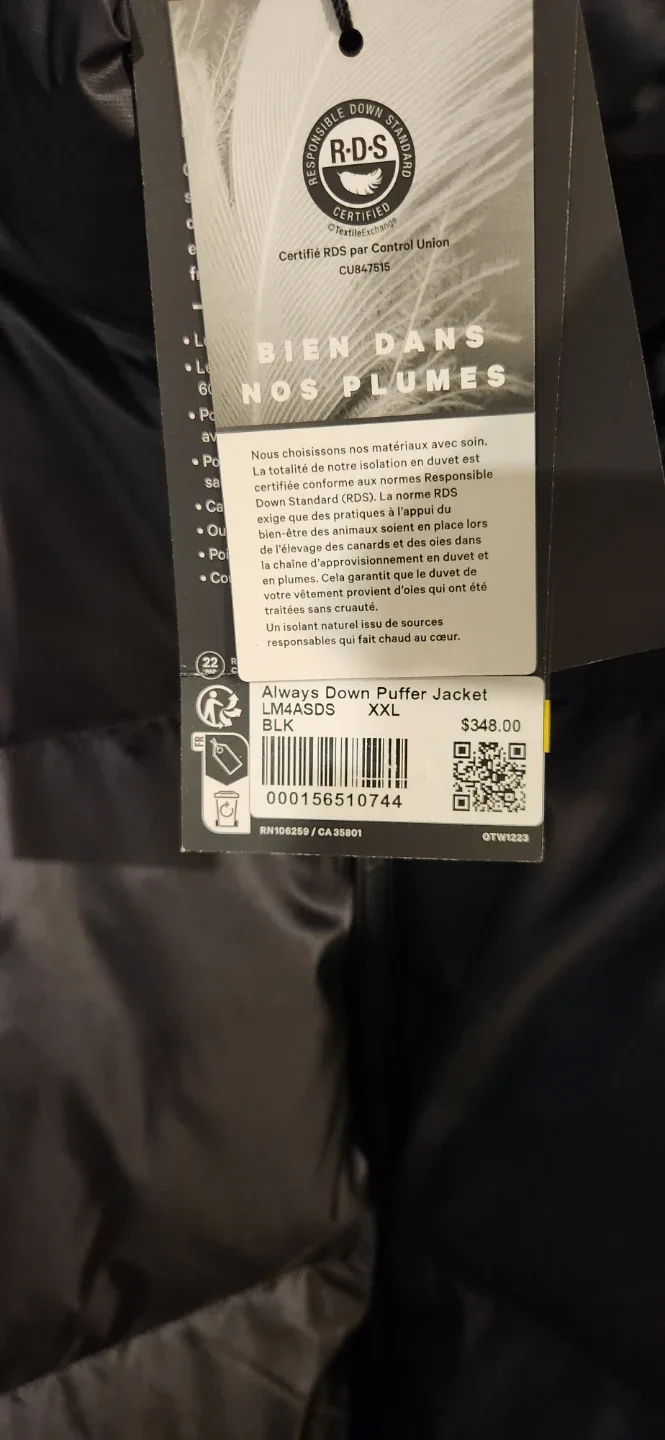 RESPONSIBLE DOWN STANDARD
R·D·S
CERTIFIED
©TextileExchange
Certifié RDS par Control Union
CU847515
BIEN DANS
NOS PLUMES
Nous choisissons nos matériaux avec soin.
La totalité de notre isolation en duvet est
certifiée conforme aux normes Responsible
Down Standard (RDS). La norme RDS
exige que des pratiques à l'appui du
bien-être des animaux soient en place lors
de l'élevage des canards et des oies dans
la chaîne d'approvisionnement en duvet et
en plumes. Cela garantit que le duvet de
votre vêtement provient d'oies qui ont été
traitées sans cruauté.
Un isolant naturel issu de sources
responsables qui fait chaud au cœur.
22
PAP
FR
Always Down Puffer Jacket
LM4ASDS XXL
BLK $348.00
000156510744
RN106259 / CA35801
OTW1223